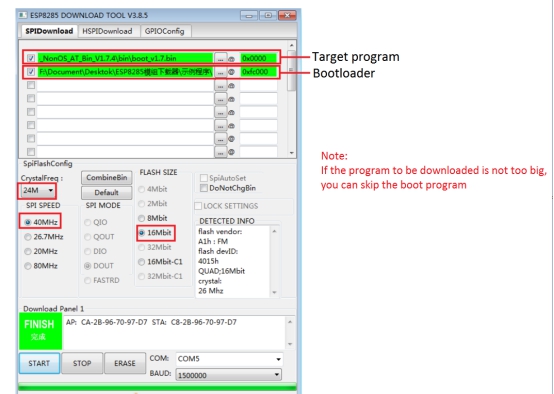 ESP8285 DOWNLOAD TOOL V3.8.5
SPIDownload HSPIDownload GPIOConfig
_NonOS_AT_Bin_V1.7.4\bin\boot_v1.7.bin ... @ 0x0000
F:\Document\Desktok\ESP8285模组下载器\示例程序\ ... @ 0xfc000
... @
... @
... @
... @
... @
Target program
Bootloader
Note:
If the program to be downloaded is not too big,
you can skip the boot program
SpiFlashConfig
CrystalFreq :
24M
CombineBin
Default
SPI SPEED
40MHz
26.7MHz
20MHz
80MHz
SPI MODE
QIO
QOUT
DIO
DOUT
FASTRD
FLASH SIZE
4Mbit
2Mbit
8Mbit
16Mbit
32Mbit
16Mbit-C1
32Mbit-C1
SpiAutoSet
DoNotChgBin
LOCK SETTINGS
DETECTED INFO
flash vendor:
A1h : FM
flash devID:
4015h
QUAD;16Mbit
crystal:
26 Mhz
Download Panel 1
FINISH
完成
AP: CA-2B-96-70-97-D7 STA: C8-2B-96-70-97-D7
START STOP ERASE
COM: COM5
BAUD: 1500000